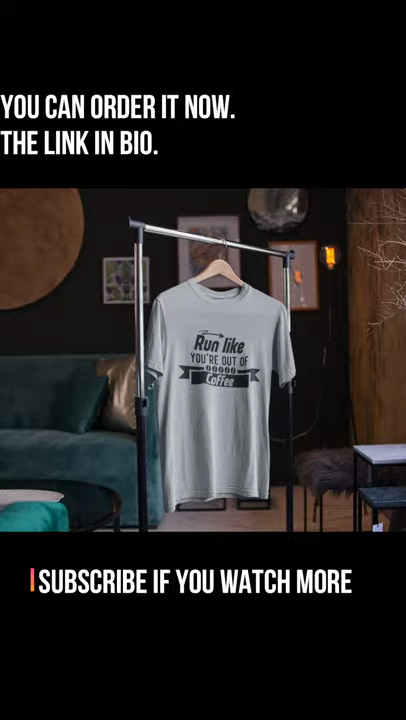 YOU CAN ORDER IT NOW.
THE LINK IN BIO.
Run like
YOU'RE OUT OF
Coffee
SUBSCRIBE IF YOU WATCH MORE